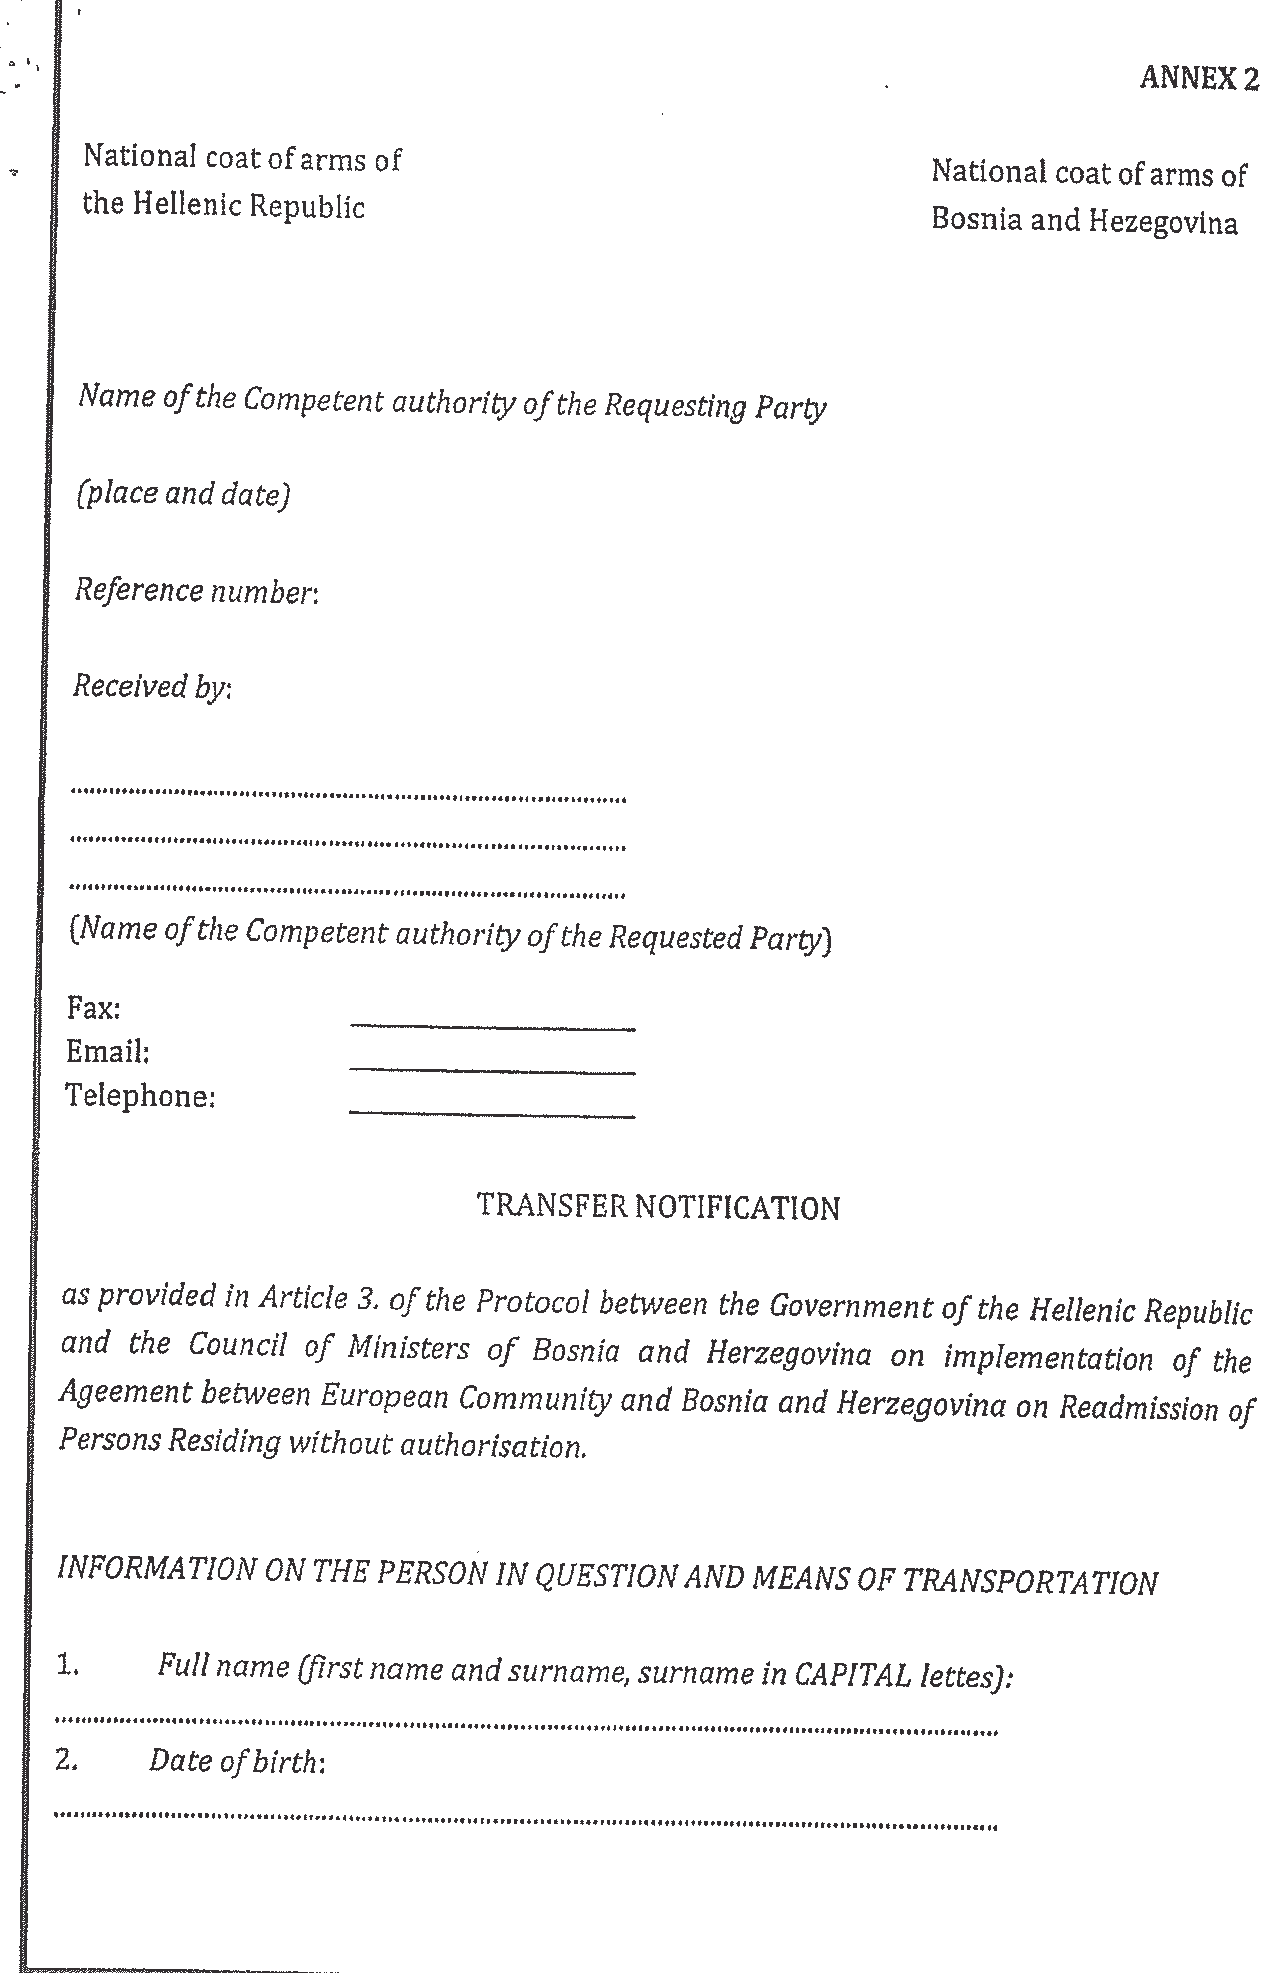 ANNEX 2
National coat of arms of
the Hellenic Republic
National coat of arms of
Bosnia and Hezegovina
Name of the Competent authority of the Requesting Party
(place and date)
Reference number:
Received by:
(Name of the Competent authority of the Requested Party)
Fax:
Email:
Telephone:
TRANSFER NOTIFICATION
as provided in Article 3. of the Protocol between the Government of the Hellenic Republic
and the Council of Ministers of Bosnia and Herzegovina on implementation of the
Ageement between European Community and Bosnia and Herzegovina on Readmission of
Persons Residing without authorisation.
INFORMATION ON THE PERSON IN QUESTION AND MEANS OF TRANSPORTATION
1. Full name (first name and surname, surname in CAPITAL lettes):
2. Date of birth: